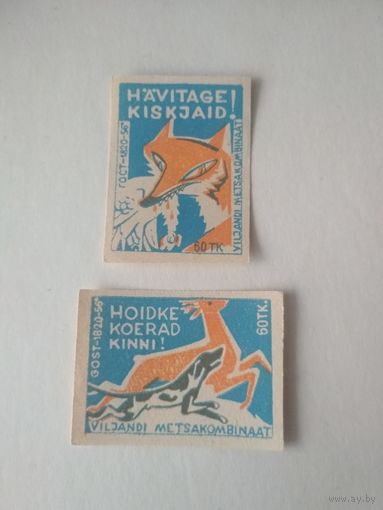 HÄVITAGE
KISKJAID!
ГОСТ-1820-56
VILJANDI METSAKOMBINAAT
60 TK
HOIDKE
KOERAD
KINNI!
GOST-1820-56
60 TK.
VILJANDI METSAKOMBINAAT
ay.by